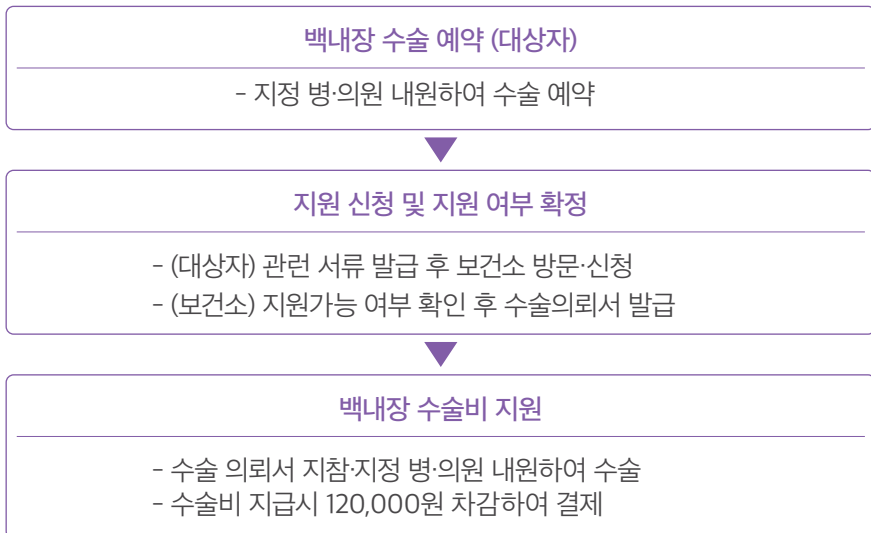 백내장 수술 예약 (대상자)
- 지정 병·의원 내원하여 수술 예약
지원 신청 및 지원 여부 확정
- (대상자) 관련 서류 발급 후 보건소 방문·신청
- (보건소) 지원가능 여부 확인 후 수술의뢰서 발급
백내장 수술비 지원
- 수술 의뢰서 지참·지정 병·의원 내원하여 수술
- 수술비 지급시 120,000원 차감하여 결제